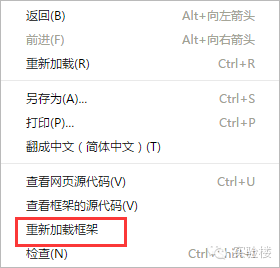 返回(B) Alt+向左箭头
前进(F) Alt+向右箭头
重新加载(R) Ctrl+R
另存为(A)... Ctrl+S
打印(P)... Ctrl+P
翻成中文（简体中文）(T)
查看网页源代码(V) Ctrl+U
查看框架的源代码(V)
重新加载框架
检查(N) Ctrl+Shift+I
实验楼